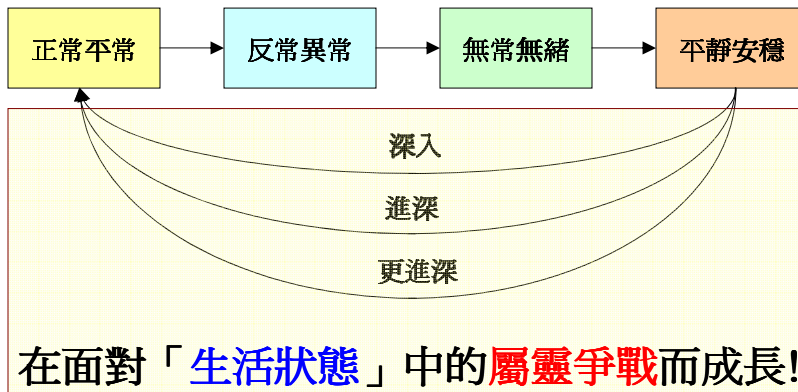 正常平常
反常異常
無常無緒
平靜安穩
深入
進深
更進深
在面對「生活狀態」中的屬靈爭戰而成長!